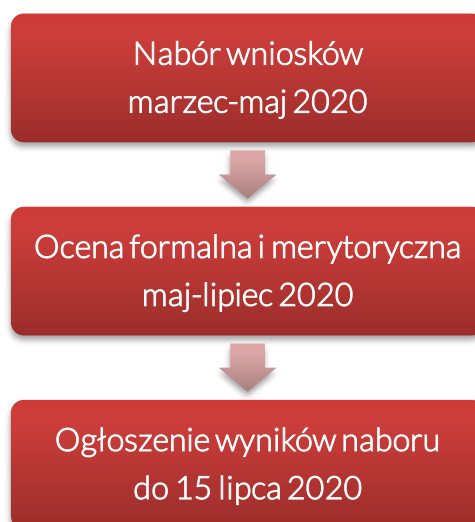 Nabór wniosków
marzec-maj 2020
Ocena formalna i merytoryczna
maj-lipiec 2020
Ogłoszenie wyników naboru
do 15 lipca 2020